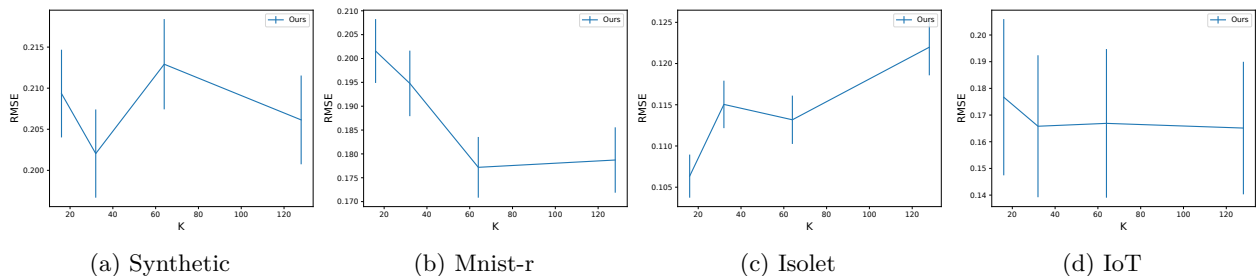 Ours
0.215
0.210
0.205
0.200
RMSE
20 40 60 80 100 120
K
(a) Synthetic
Ours
0.210
0.205
0.200
0.195
0.190
0.185
0.180
0.175
0.170
RMSE
20 40 60 80 100 120
K
(b) Mnist-r
Ours
0.125
0.120
0.115
0.110
0.105
RMSE
20 40 60 80 100 120
K
(c) Isolet
Ours
0.20
0.19
0.18
0.17
0.16
0.15
0.14
RMSE
20 40 60 80 100 120
K
(d) IoT